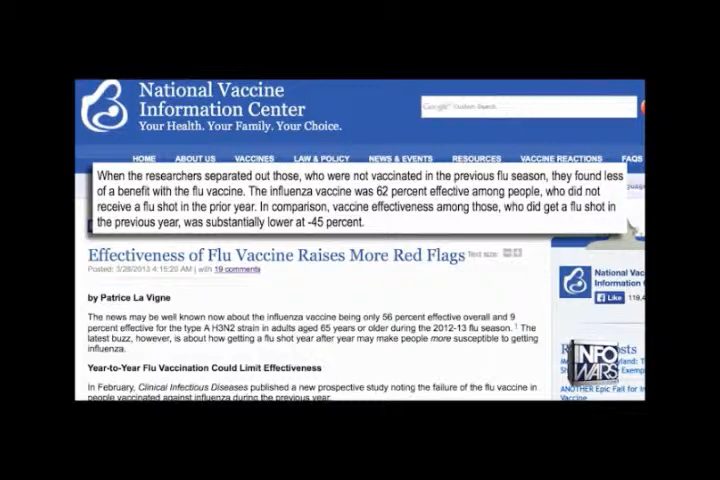 National Vaccine
Information Center
Your Health. Your Family. Your Choice.
Google Custom Search
HOME ABOUT US VACCINES LAW & POLICY NEWS & EVENTS RESOURCES VACCINE REACTIONS FAQS
When the researchers separated out those, who were not vaccinated in the previous flu season, they found less
of a benefit with the flu vaccine. The influenza vaccine was 62 percent effective among people, who did not
receive a flu shot in the prior year. In comparison, vaccine effectiveness among those, who did get a flu shot in
the previous year, was substantially lower at -45 percent.
Effectiveness of Flu Vaccine Raises More Red Flags Text size:
Posted: 3/28/2013 4:15:20 AM | with 19 comments
by Patrice La Vigne
The news may be well known now about the influenza vaccine being only 56 percent effective overall and 9
percent effective for the type A H3N2 strain in adults aged 65 years or older during the 2012-13 flu season. 1 The
latest buzz, however, is about how getting a flu shot year after year may make people more susceptible to getting
influenza.
Year-to-Year Flu Vaccination Could Limit Effectiveness
In February, Clinical Infectious Diseases published a new prospective study noting the failure of the flu vaccine in
people vaccinated against influenza during the previous year.
National Vac
Information
Like
INFO
WARS
ANOTHER Epic Fail for
Vaccine